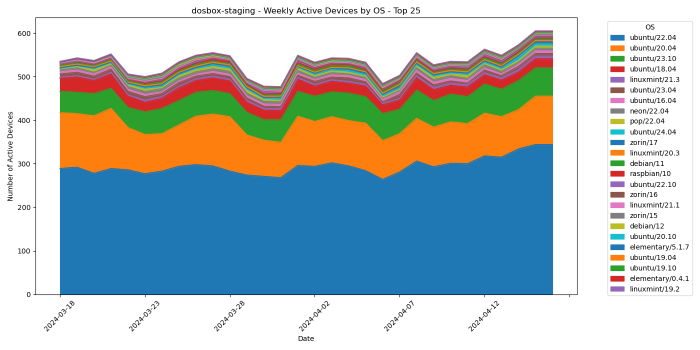 dosbox-staging - Weekly Active Devices by OS - Top 25
Number of Active Devices
600
500
400
300
200
100
0
2024-03-18
2024-03-23
2024-03-28
2024-04-02
2024-04-07
2024-04-12
Date
OS
ubuntu/22.04
ubuntu/20.04
ubuntu/23.10
ubuntu/18.04
linuxmint/21.3
ubuntu/23.04
ubuntu/16.04
neon/22.04
pop/22.04
ubuntu/24.04
zorin/17
linuxmint/20.3
debian/11
raspbian/10
ubuntu/22.10
zorin/16
linuxmint/21.1
zorin/15
debian/12
ubuntu/20.10
elementary/5.1.7
ubuntu/19.04
ubuntu/19.10
elementary/0.4.1
linuxmint/19.2